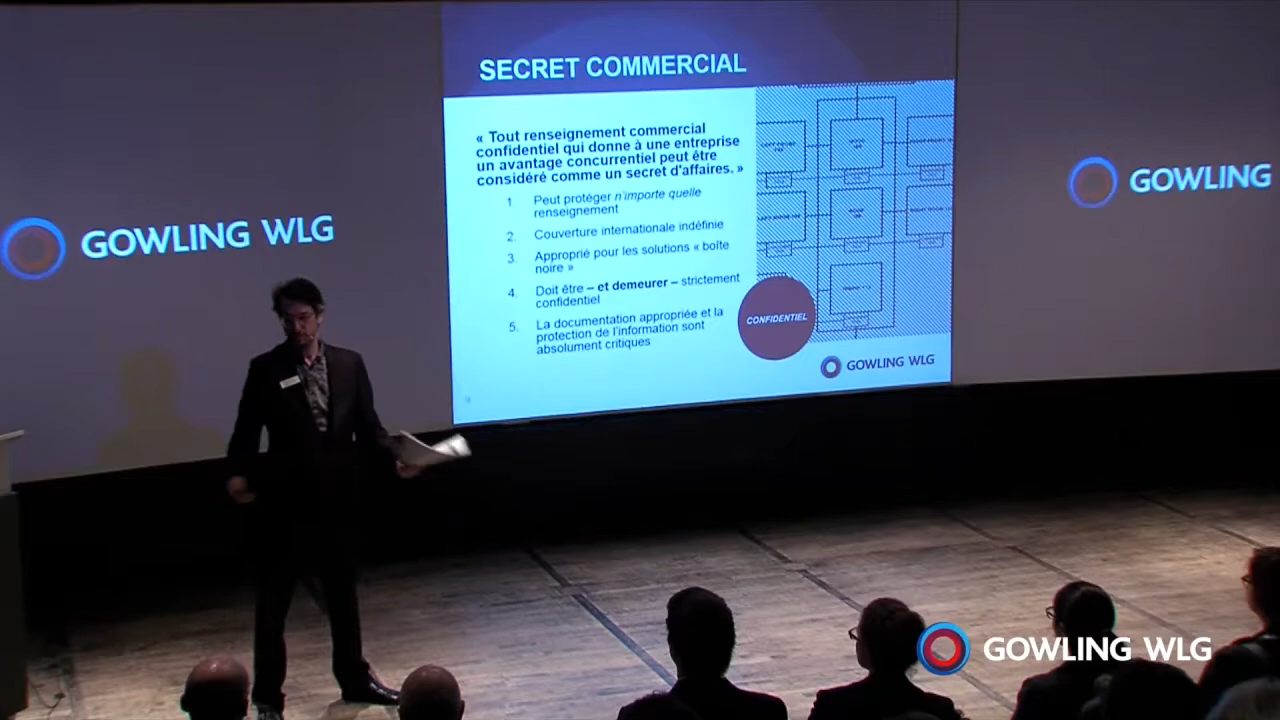 SECRET COMMERCIAL
« Tout renseignement commercial
confidentiel qui donne à une entreprise
un avantage concurrentiel peut être
considéré comme un secret d'affaires. »
1. Peut protéger n'importe quelle
renseignement
2. Couverture internationale indéfinie
3. Approprié pour les solutions « boîte
noire »
4. Doit être – et demeurer – strictement
confidentiel
5. La documentation appropriée et la
protection de l'information sont
absolument critiques
CONFIDENTIEL
GOWLING WLG
GOWLING WLG
GOWLING
GOWLING WLG